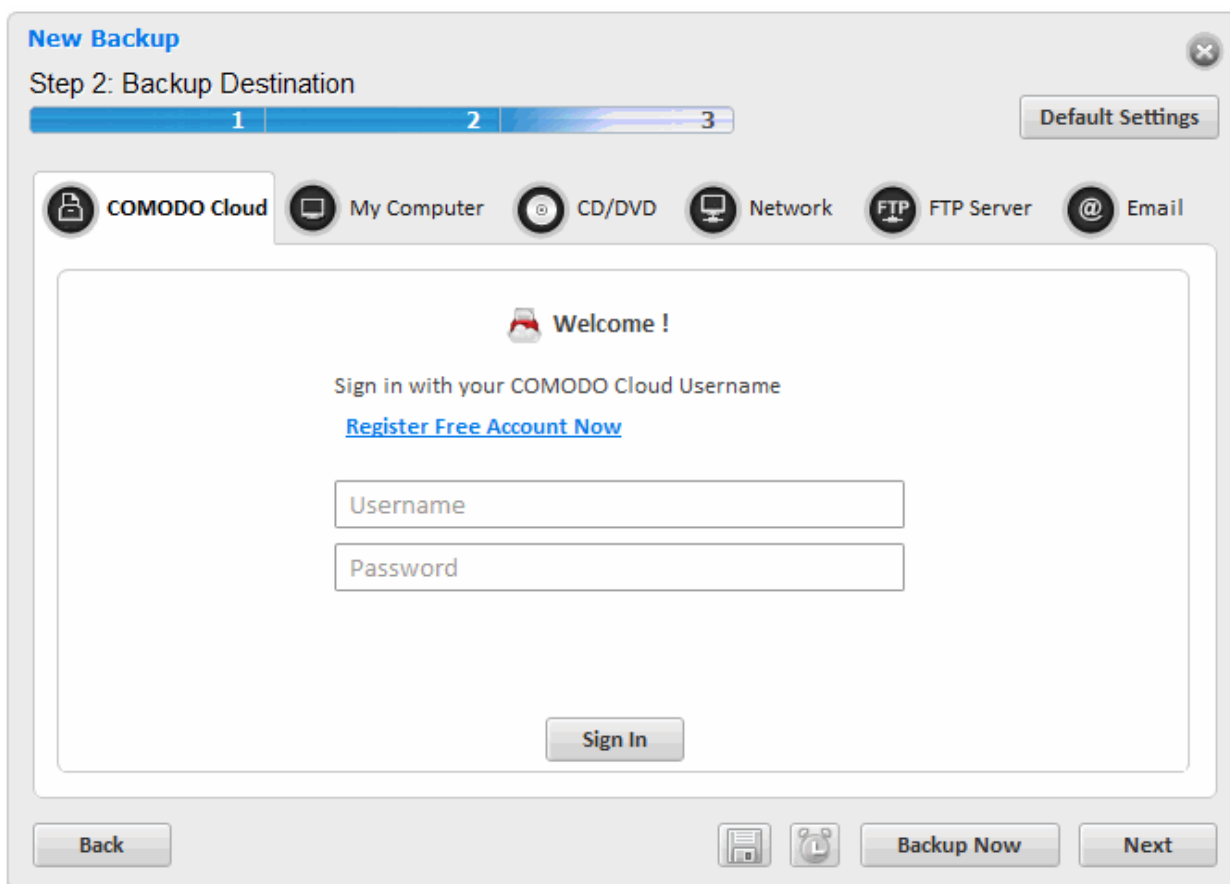 New Backup
Step 2: Backup Destination
1 2 3
Default Settings
COMODO Cloud My Computer CD/DVD Network FTP FTP Server @ Email
Welcome !
Sign in with your COMODO Cloud Username
Register Free Account Now
Username
Password
Sign In
Back Backup Now Next